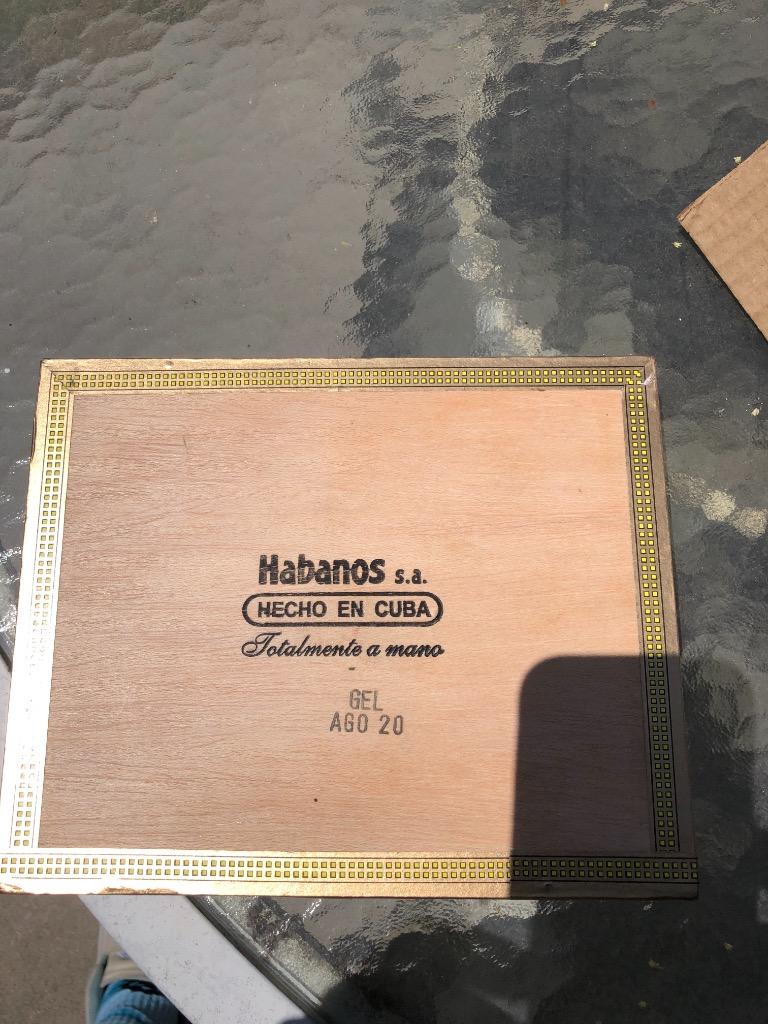 Habanos s.a.
HECHO EN CUBA
Totalmente a mano
GEL
AGO 20